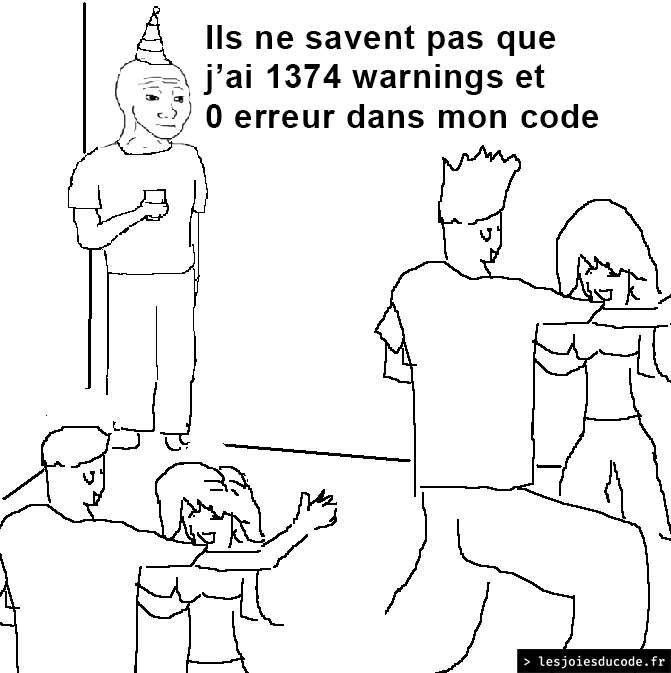 Ils ne savent pas que
j'ai 1374 warnings et
0 erreur dans mon code
> lesjoiesducode.fr